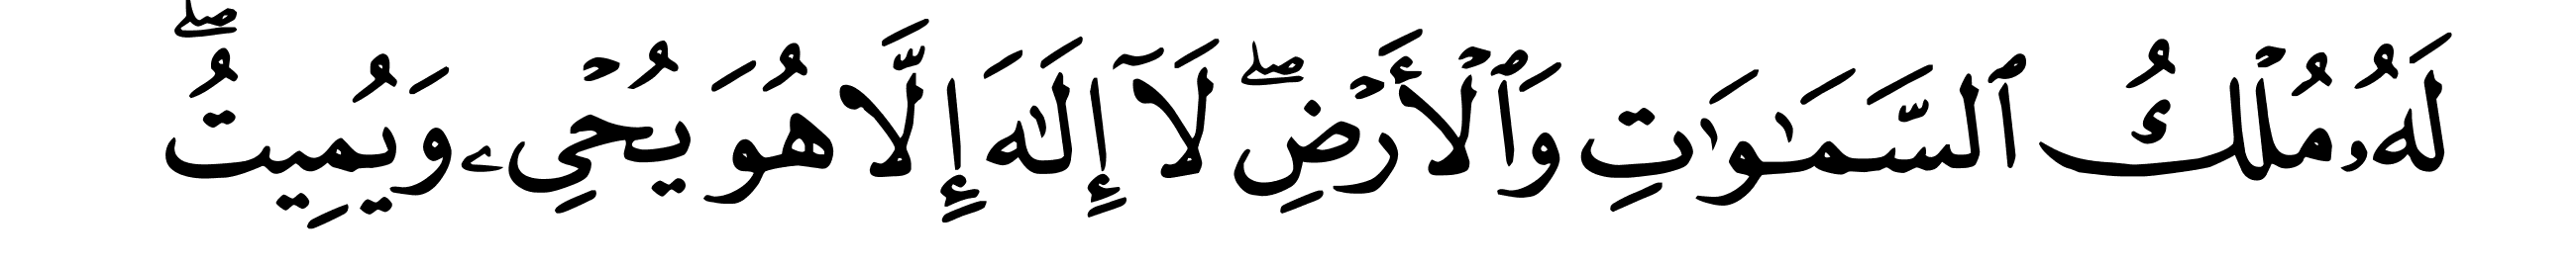 لَهُۥ مُلۡكُ ٱلسَّمَٰوَٰتِ وَٱلۡأَرۡضِۖ لَآ إِلَٰهَ إِلَّا هُوَ يُحۡيِۦ وَيُمِيتُۖ